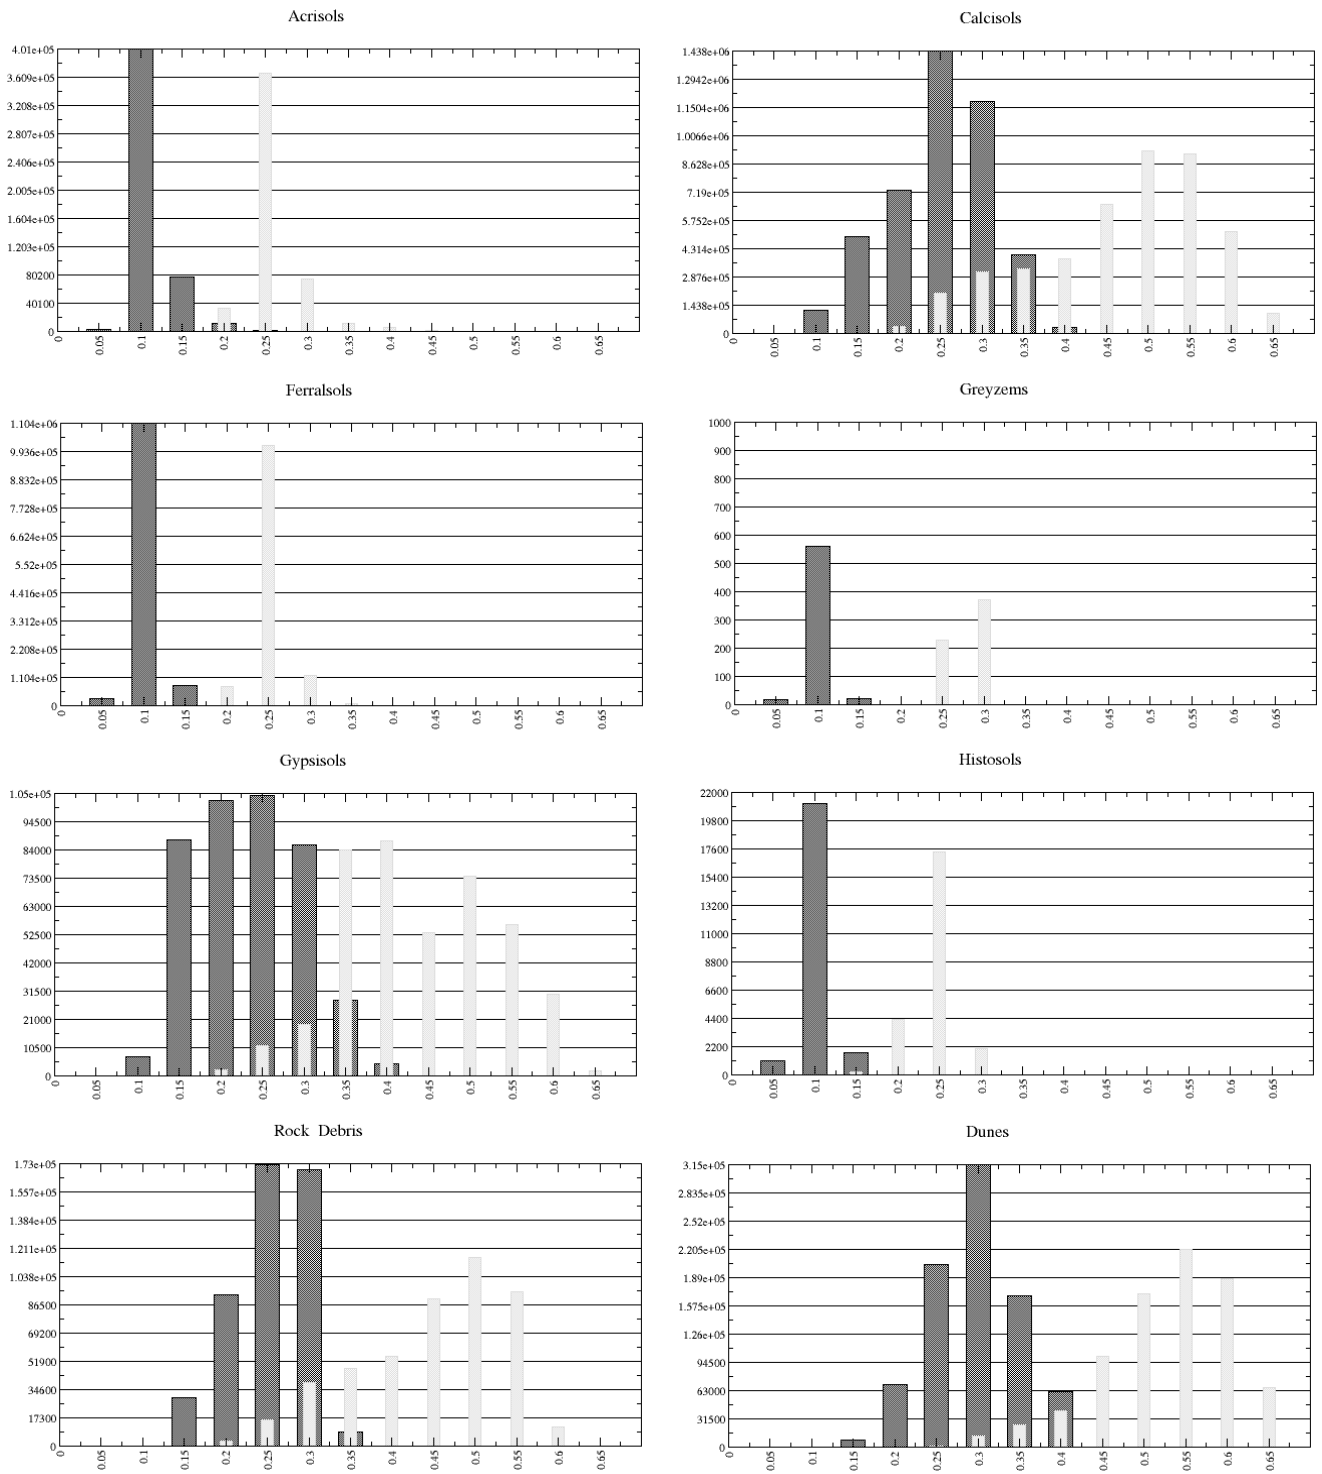 Acrisols
4.01e+05
3.609e+05
3.208e+05
2.807e+05
2.406e+05
2.005e+05
1.604e+05
1.203e+05
80200
40100
0
0 0.05 0.1 0.15 0.2 0.25 0.3 0.35 0.4 0.45 0.5 0.55 0.6 0.65
Calcisols
1.438e+06
1.2942e+06
1.1504e+06
1.0066e+06
8.628e+05
7.19e+05
5.752e+05
4.314e+05
2.876e+05
1.438e+05
0
0 0.05 0.1 0.15 0.2 0.25 0.3 0.35 0.4 0.45 0.5 0.55 0.6 0.65
Ferralsols
1.104e+06
9.936e+05
8.832e+05
7.728e+05
6.624e+05
5.52e+05
4.416e+05
3.312e+05
2.208e+05
1.104e+05
0
0 0.05 0.1 0.15 0.2 0.25 0.3 0.35 0.4 0.45 0.5 0.55 0.6 0.65
Greyzems
1000
900
800
700
600
500
400
300
200
100
0
0 0.05 0.1 0.15 0.2 0.25 0.3 0.35 0.4 0.45 0.5 0.55 0.6 0.65
Gypsisols
1.05e+05
94500
84000
73500
63000
52500
42000
31500
21000
10500
0
0 0.05 0.1 0.15 0.2 0.25 0.3 0.35 0.4 0.45 0.5 0.55 0.6 0.65
Histosols
22000
19800
17600
15400
13200
11000
8800
6600
4400
2200
0
0 0.05 0.1 0.15 0.2 0.25 0.3 0.35 0.4 0.45 0.5 0.55 0.6 0.65
Rock Debris
1.73e+05
1.557e+05
1.384e+05
1.211e+05
1.038e+05
86500
69200
51900
34600
17300
0
0 0.05 0.1 0.15 0.2 0.25 0.3 0.35 0.4 0.45 0.5 0.55 0.6 0.65
Dunes
3.15e+05
2.835e+05
2.52e+05
2.205e+05
1.89e+05
1.575e+05
1.26e+05
94500
63000
31500
0
0 0.05 0.1 0.15 0.2 0.25 0.3 0.35 0.4 0.45 0.5 0.55 0.6 0.65